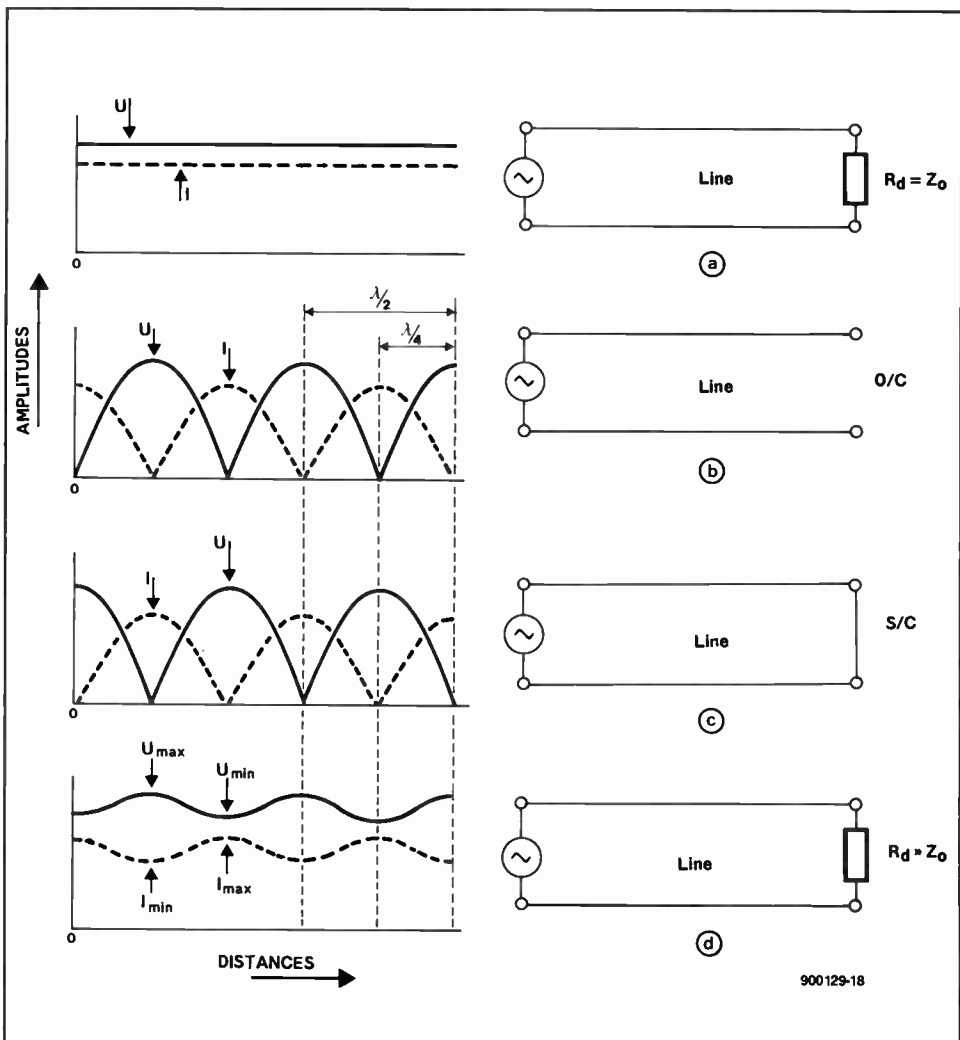 U
I
Line
R_d = Z_o
0
ⓐ
AMPLITUDES
λ/2
λ/4
U
I
Line
O/C
0
ⓑ
U
I
Line
S/C
0
ⓒ
U_max
U_min
I_min
I_max
Line
R_d » Z_o
0
ⓓ
DISTANCES
900129-18